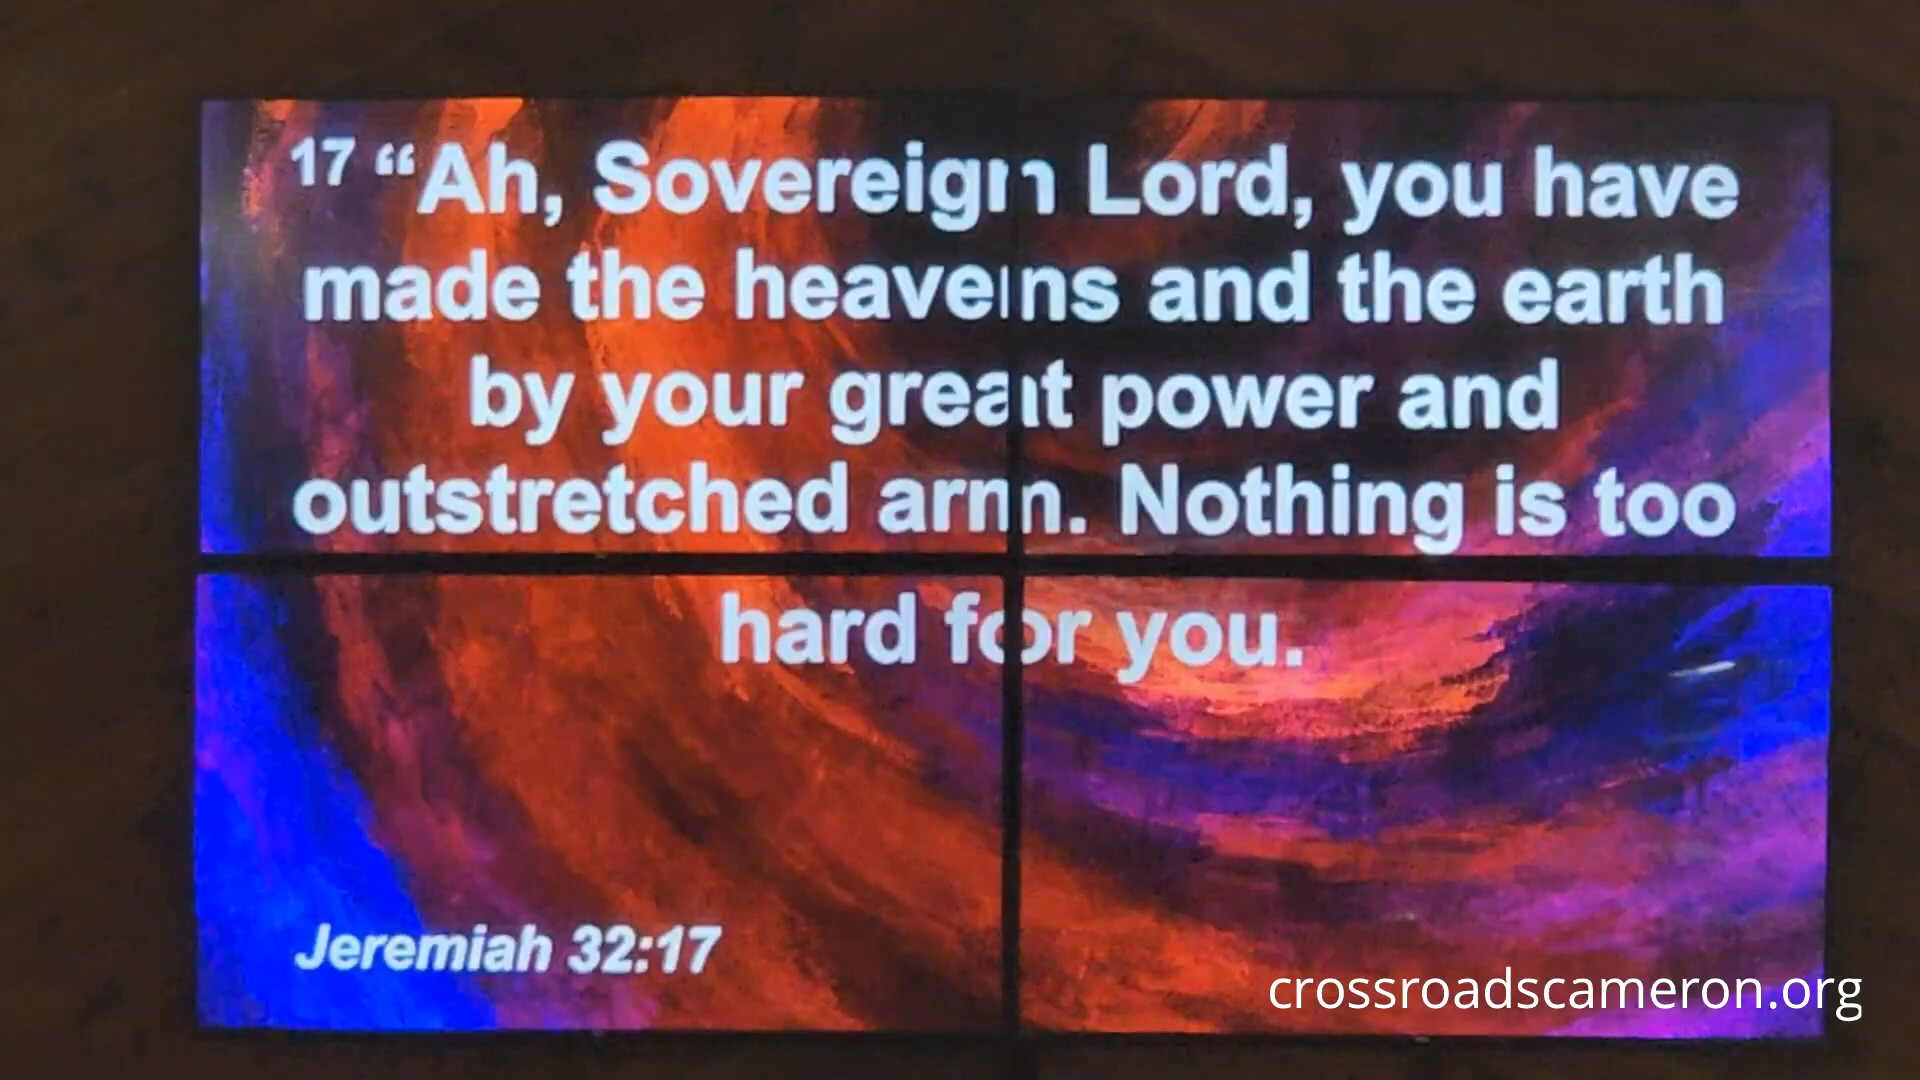 17 “Ah, Sovereign Lord, you have
made the heavens and the earth
by your great power and
outstretched arm. Nothing is too
hard for you.
Jeremiah 32:17
crossroadscameron.org